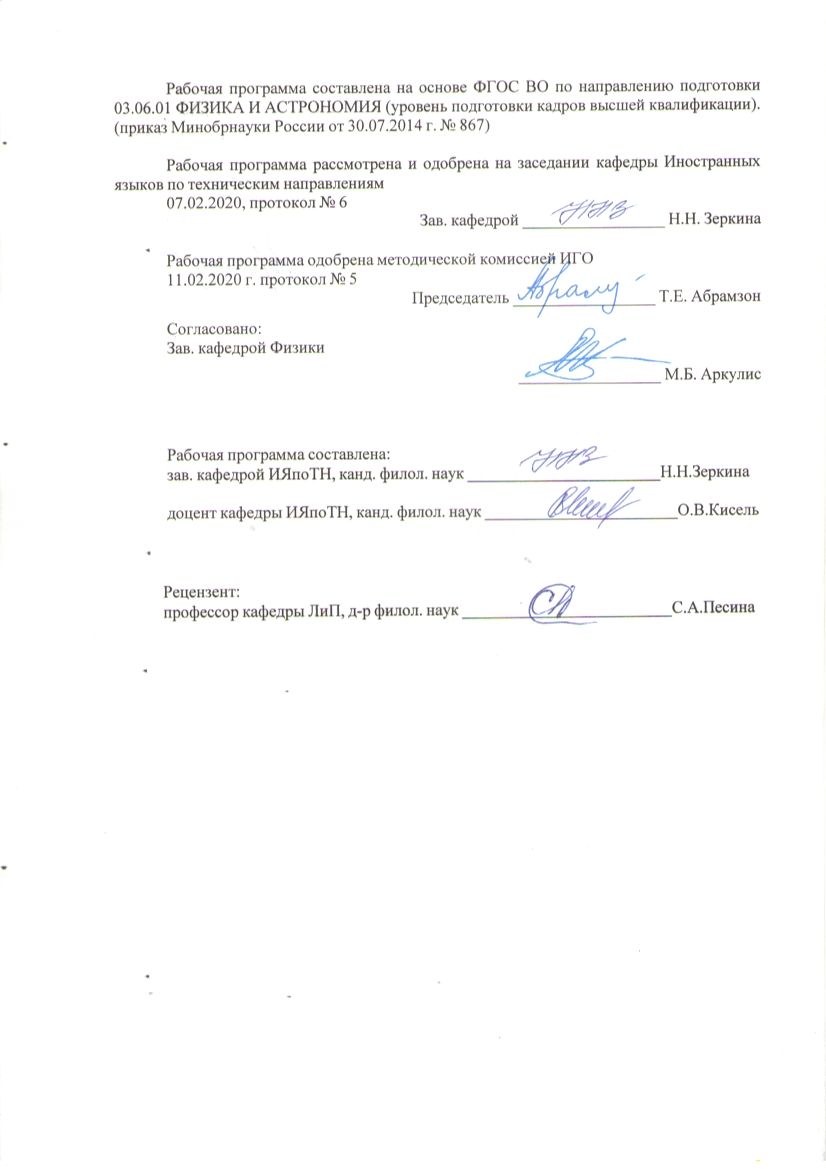 Рабочая программа составлена на основе ФГОС ВО по направлению подготовки
03.06.01 ФИЗИКА И АСТРОНОМИЯ (уровень подготовки кадров высшей квалификации).
(приказ Минобрнауки России от 30.07.2014 г. № 867)
Рабочая программа рассмотрена и одобрена на заседании кафедры Иностранных
языков по техническим направлениям
07.02.2020, протокол № 6
Зав. кафедрой Н.Н. Зеркина
Рабочая программа одобрена методической комиссией ИГО
11.02.2020 г. протокол № 5
Председатель Т.Е. Абрамзон
Согласовано:
Зав. кафедрой Физики
М.Б. Аркулис
Рабочая программа составлена:
зав. кафедрой ИЯпоТН, канд. филол. наук Н.Н.Зеркина
доцент кафедры ИЯпоТН, канд. филол. наук О.В.Кисель
Рецензент:
профессор кафедры ЛиП, д-р филол. наук С.А.Песина